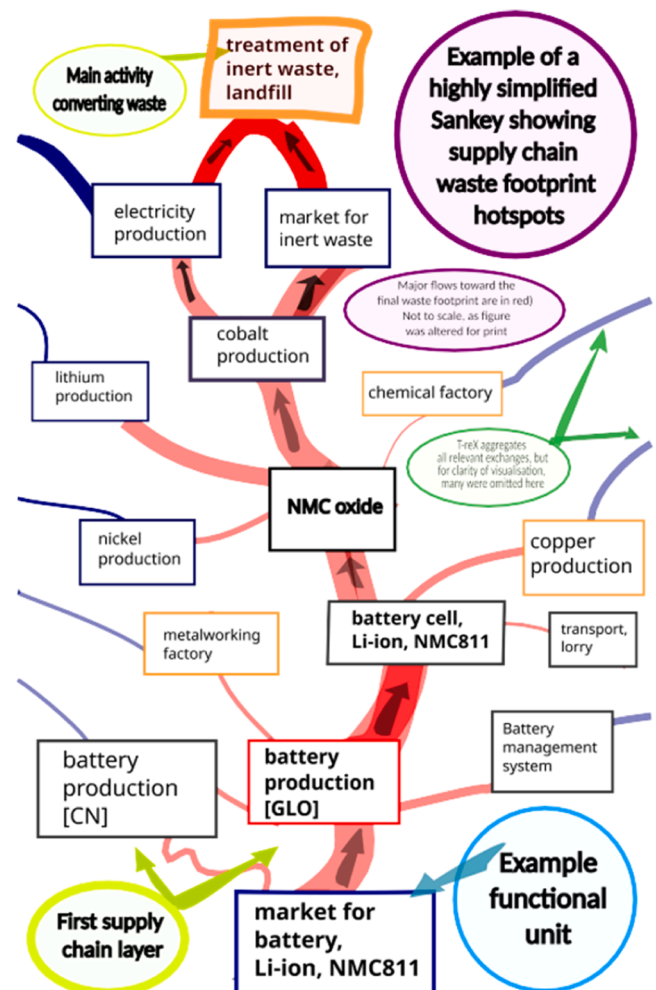 treatment of
inert waste,
landfill
Main activity
converting waste
Example of a
highly simplified
Sankey showing
supply chain
waste footprint
hotspots
electricity
production
market for
inert waste
Major flows toward the
final waste footprint are in red)
Not to scale, as figure
was altered for print
cobalt
production
lithium
production
chemical factory
T-reX aggregates
all relevant exchanges, but
for clarity of visualisation,
many were omitted here
NMC oxide
nickel
production
copper
production
battery cell,
Li-ion, NMC811
transport,
lorry
metalworking
factory
Battery
management
system
battery
production
[CN]
battery
production
[GLO]
Example
functional
unit
First supply
chain layer
market for
battery,
Li-ion, NMC811